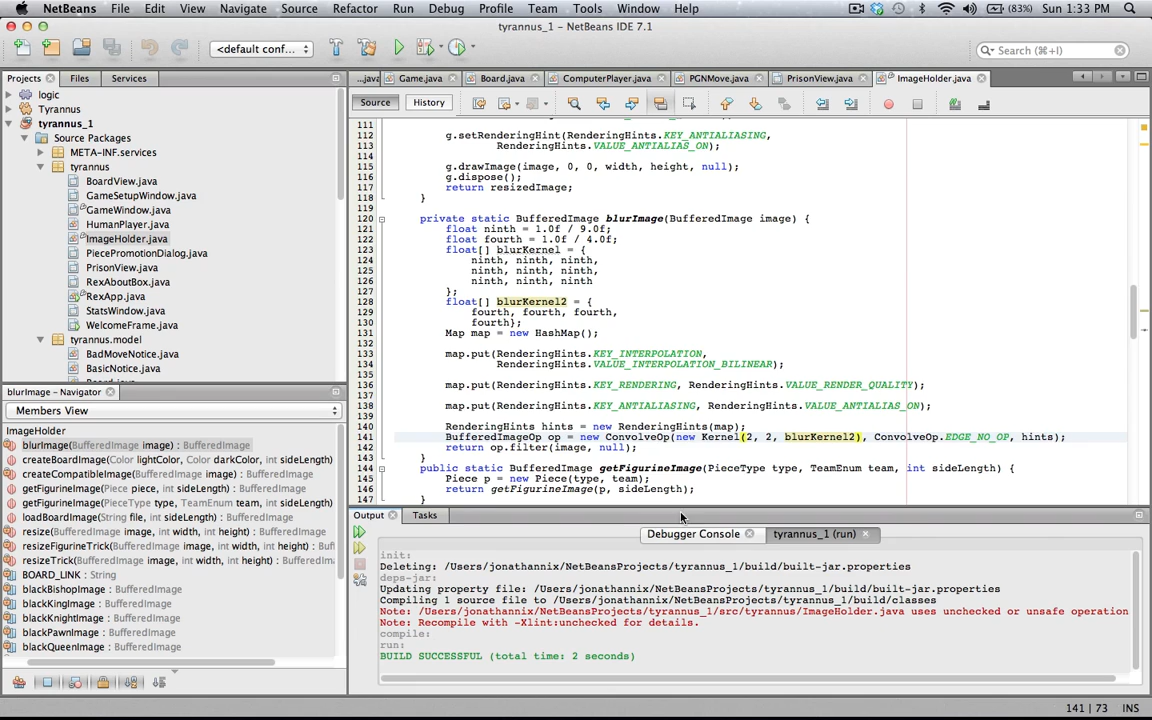 NetBeans File Edit View Navigate Source Refactor Run Debug Profile Team Tools Window Help (83%) Sun 1:33 PM
tyrannus_1 – NetBeans IDE 7.1
<default conf... Search (⌘+I)
Projects Files Services
...java Game.java Board.java ComputerPlayer.java PGNMove.java PrisonView.java ImageHolder.java
Source History
logic
Tyrannus
tyrannus_1
Source Packages
META-INF.services
tyrannus
BoardView.java
GameSetupWindow.java
GameWindow.java
HumanPlayer.java
ImageHolder.java
PiecePromotionDialog.java
PrisonView.java
RexAboutBox.java
RexApp.java
StatsWindow.java
WelcomeFrame.java
tyrannus.model
BadMoveNotice.java
BasicNotice.java
111
112 g.setRenderingHint(RenderingHints.KEY_ANTIALIASING,
113 RenderingHints.VALUE_ANTIALIAS_ON);
114
115 g.drawImage(image, 0, 0, width, height, null);
116 g.dispose();
117 return resizedImage;
118 }
119
120 private static BufferedImage blurImage(BufferedImage image) {
121 float ninth = 1.0f / 9.0f;
122 float fourth = 1.0f / 4.0f;
123 float[] blurKernel = {
124 ninth, ninth, ninth,
125 ninth, ninth, ninth,
126 ninth, ninth, ninth
127 };
128 float[] blurKernel2 = {
129 fourth, fourth, fourth,
130 fourth};
131 Map map = new HashMap();
132
133 map.put(RenderingHints.KEY_INTERPOLATION,
134 RenderingHints.VALUE_INTERPOLATION_BILINEAR);
135
136 map.put(RenderingHints.KEY_RENDERING, RenderingHints.VALUE_RENDER_QUALITY);
137
138 map.put(RenderingHints.KEY_ANTIALIASING, RenderingHints.VALUE_ANTIALIAS_ON);
139
140 RenderingHints hints = new RenderingHints(map);
141 BufferedImageOp op = new ConvolveOp(new Kernel(2, 2, blurKernel2), ConvolveOp.EDGE_NO_OP, hints);
142 return op.filter(image, null);
143 }
144 public static BufferedImage getFigurineImage(PieceType type, TeamEnum team, int sideLength) {
145 Piece p = new Piece(type, team);
146 return getFigurineImage(p, sideLength);
147 }
blurImage – Navigator
Members View
ImageHolder
blurImage(BufferedImage image) : BufferedImage
createBoardImage(Color lightColor, Color darkColor, int sideLength)
createCompatibleImage(BufferedImage image) : BufferedImage
getFigurineImage(Piece piece, int sideLength) : BufferedImage
getFigurineImage(PieceType type, TeamEnum team, int sideLength)
loadBoardImage(String file, int sideLength) : BufferedImage
resize(BufferedImage image, int width, int height) : BufferedImage
resizeFigurineTrick(BufferedImage image, int width, int height) : Buf
resizeTrick(BufferedImage image, int width, int height) : BufferedIma
BOARD_LINK : String
blackBishopImage : BufferedImage
blackKingImage : BufferedImage
blackKnightImage : BufferedImage
blackPawnImage : BufferedImage
blackQueenImage : BufferedImage
Output Tasks
Debugger Console tyrannus_1 (run)
init:
Deleting: /Users/jonathannix/NetBeansProjects/tyrannus_1/build/built-jar.properties
deps-jar:
Updating property file: /Users/jonathannix/NetBeansProjects/tyrannus_1/build/built-jar.properties
Compiling 1 source file to /Users/jonathannix/NetBeansProjects/tyrannus_1/build/classes
Note: /Users/jonathannix/NetBeansProjects/tyrannus_1/src/tyrannus/ImageHolder.java uses unchecked or unsafe operation
Note: Recompile with -Xlint:unchecked for details.
compile:
run:
BUILD SUCCESSFUL (total time: 2 seconds)
141 | 73 INS